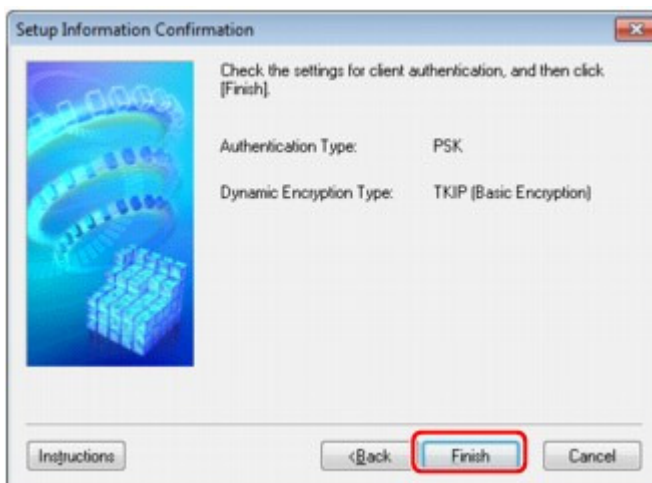 Setup Information Confirmation
Check the settings for client authentication, and then click
[Finish].
Authentication Type: PSK
Dynamic Encryption Type: TKIP (Basic Encryption)
Instructions <Back Finish Cancel